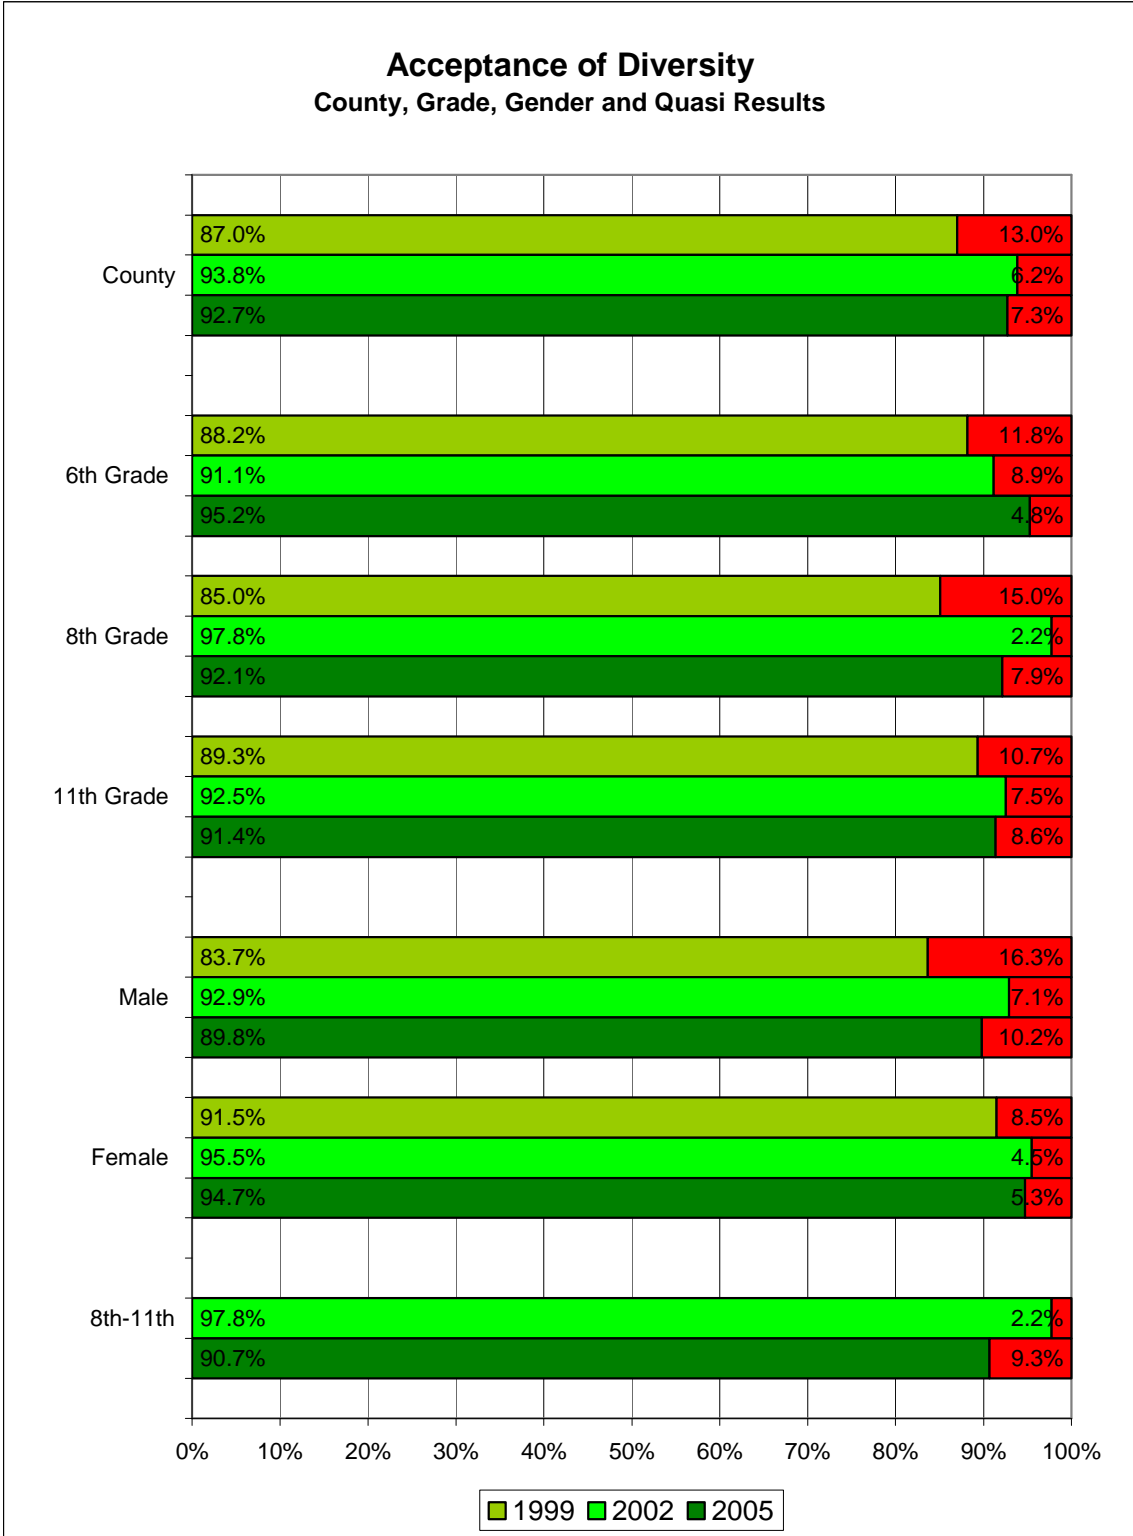 Acceptance of Diversity
County, Grade, Gender and Quasi Results
87.0% 13.0%
County 93.8% 6.2%
92.7% 7.3%
88.2% 11.8%
6th Grade 91.1% 8.9%
95.2% 4.8%
85.0% 15.0%
8th Grade 97.8% 2.2%
92.1% 7.9%
89.3% 10.7%
11th Grade 92.5% 7.5%
91.4% 8.6%
83.7% 16.3%
Male 92.9% 7.1%
89.8% 10.2%
91.5% 8.5%
Female 95.5% 4.5%
94.7% 5.3%
8th-11th 97.8% 2.2%
90.7% 9.3%
0% 10% 20% 30% 40% 50% 60% 70% 80% 90% 100%
1999 2002 2005